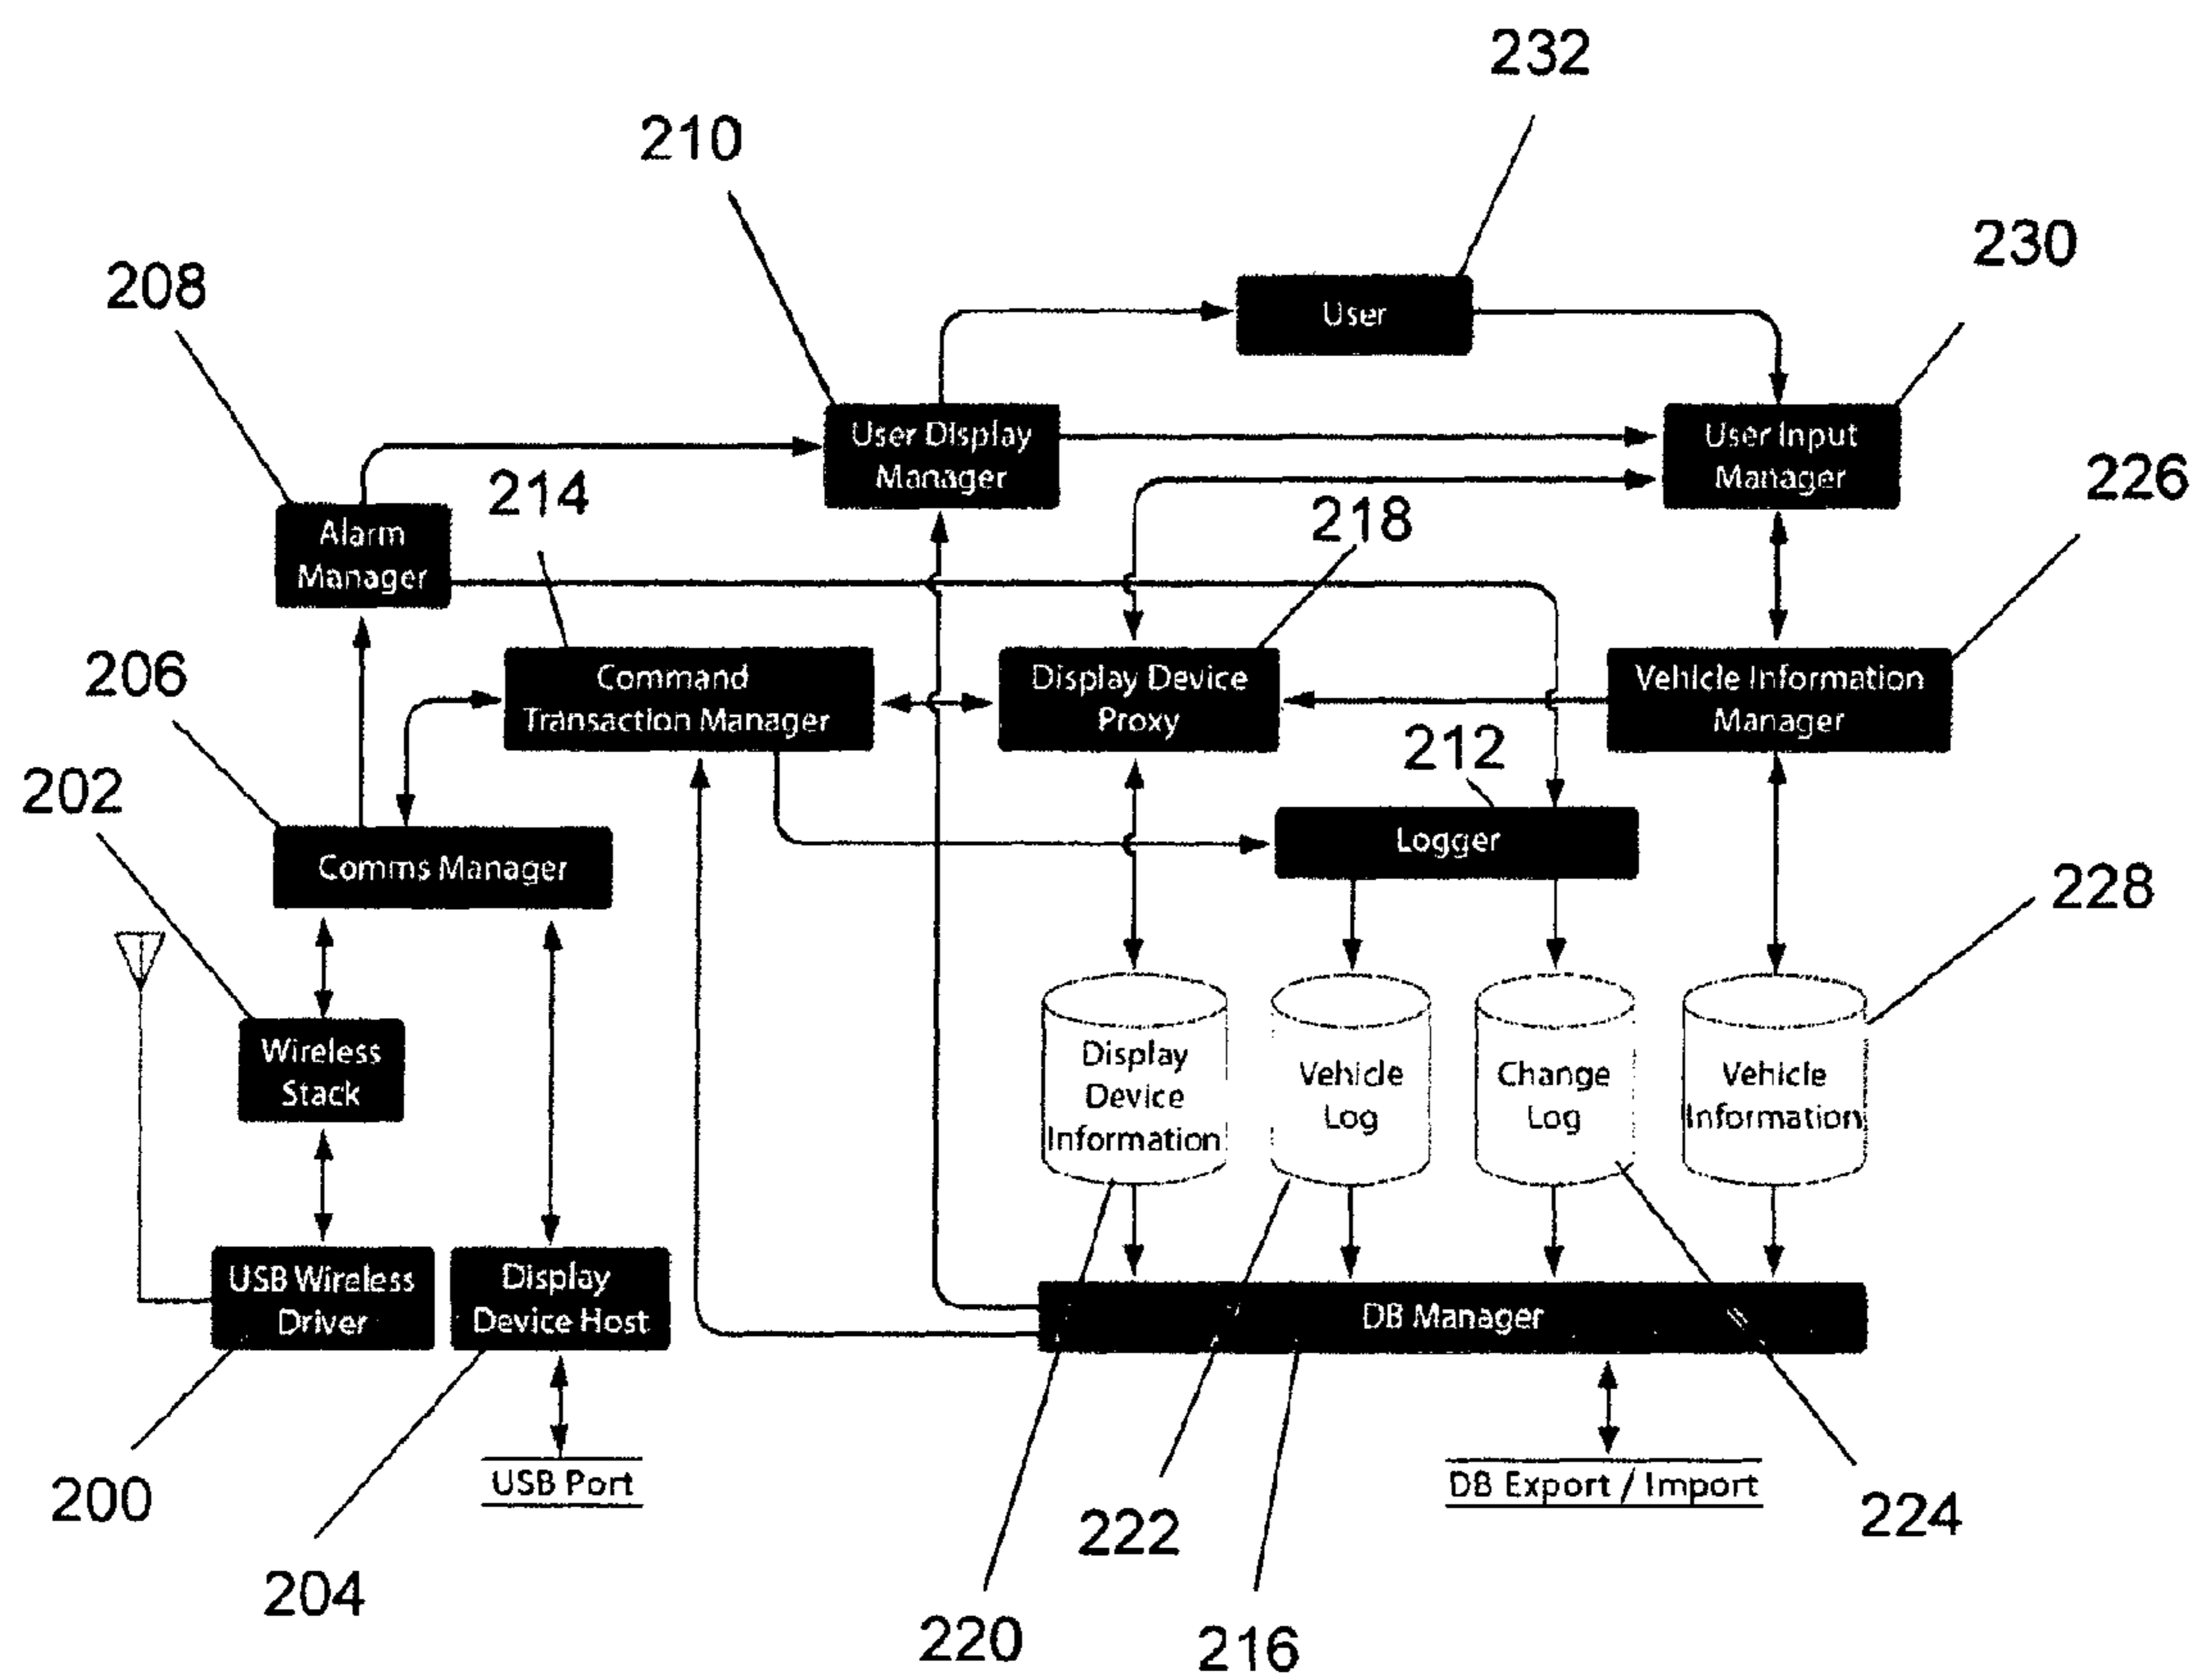 232
210
230
208
User
User Display
Manager
User Input
Manager
226
214
218
Alarm
Manager
206
Command
Transaction Manager
Display Device
Proxy
Vehicle Information
Manager
212
202
Logger
Comms Manager
228
Wireless
Stack
Display
Device
Information
Vehicle
Log
Change
Log
Vehicle
Information
USB Wireless
Driver
Display
Device Host
DB Manager
USB Port
DB Export / Import
200
222
224
204
220
216